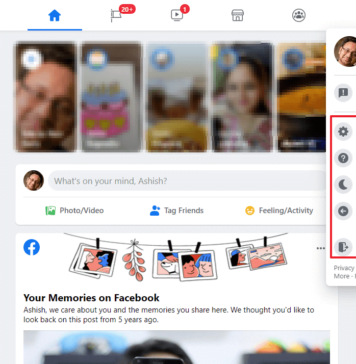 20+
1
What's on your mind, Ashish?
Photo/Video
Tag Friends
Feeling/Activity
Privacy
More ·
Your Memories on Facebook
Ashish, we care about you and the memories you share here. We thought you'd like to
look back on this post from 5 years ago.